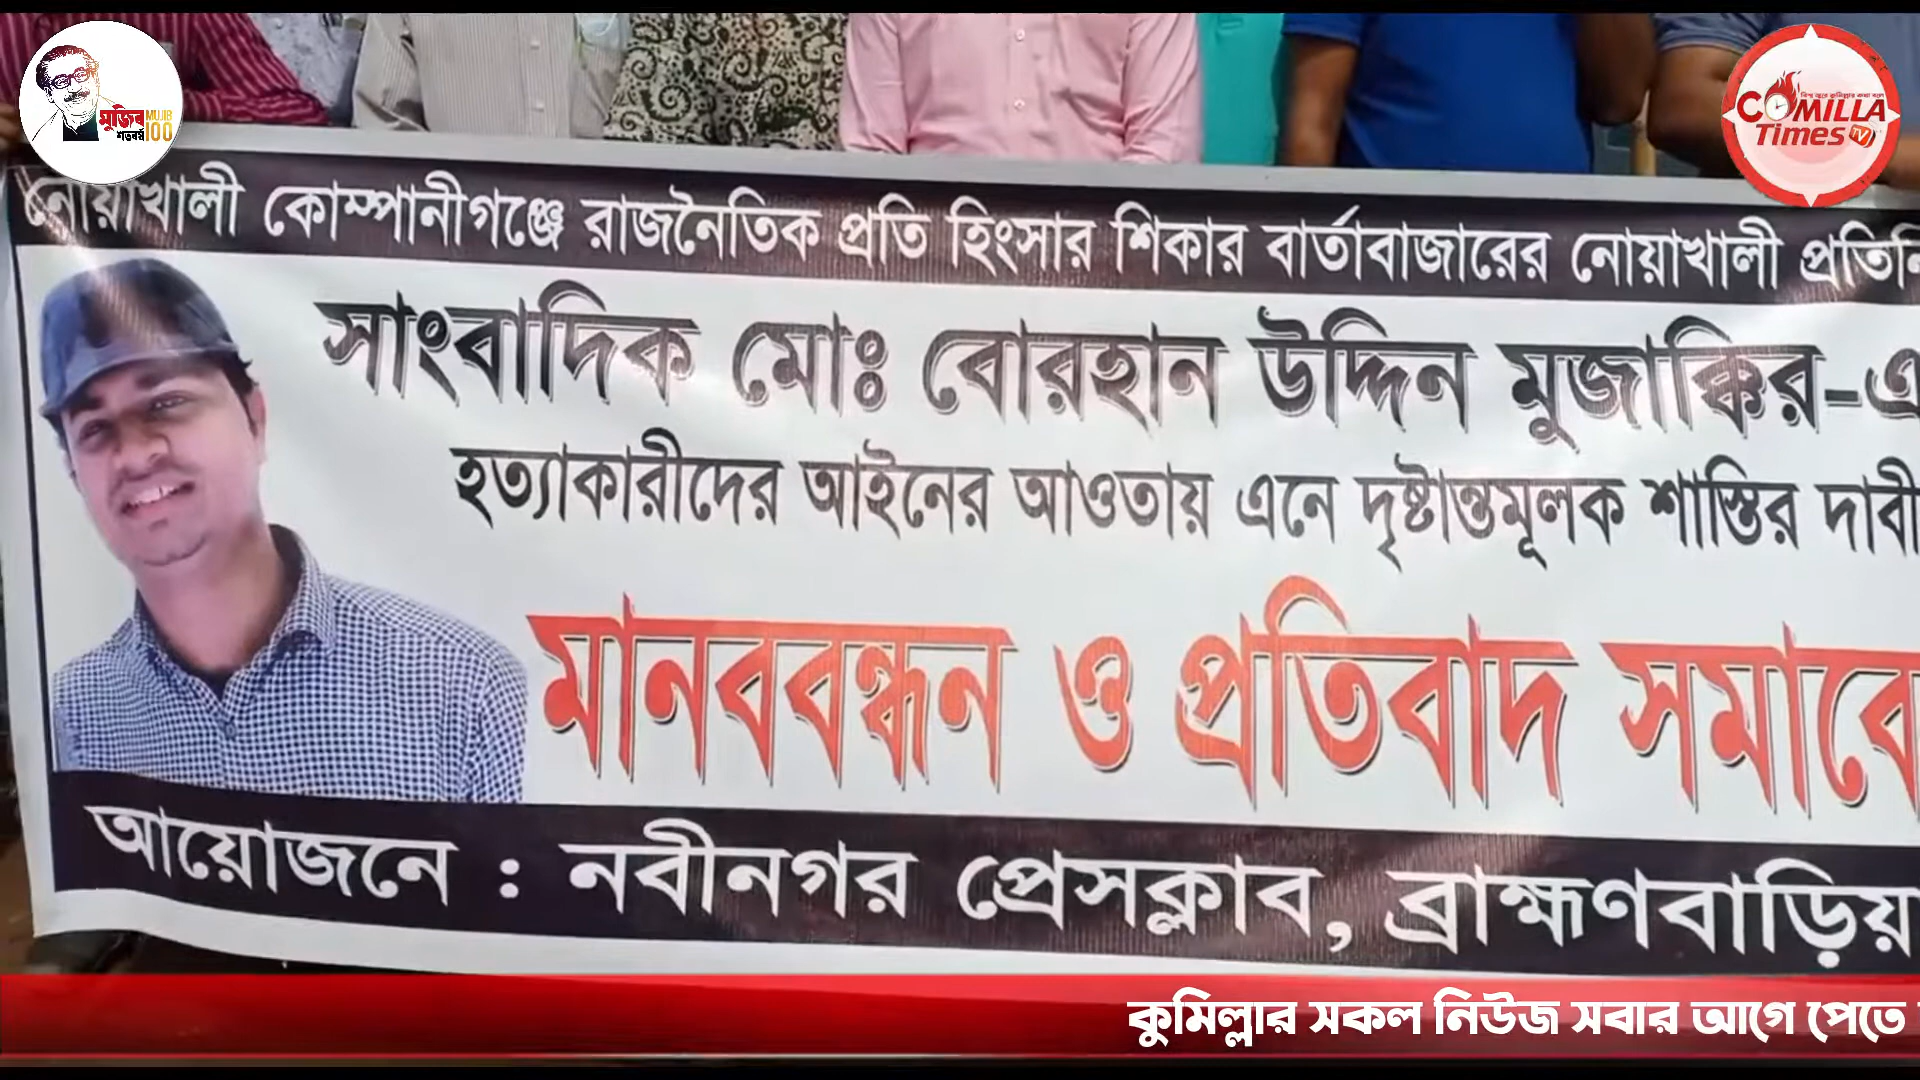 মুজিব MUJIB
শতবর্ষ 100
COMILLA
Times TV
নোয়াখালী কোম্পানীগঞ্জে রাজনৈতিক প্রতি হিংসার শিকার বার্তাবাজারের নোয়াখালী
সাংবাদিক মোঃ বোরহান উদ্দিন মুজাক্কির-এ
হত্যাকারীদের আইনের আওতায় এনে দৃষ্টান্তমূলক শাস্তির দাবী
মানববন্ধন ও প্রতিবাদ সমাবে
আয়োজনে : নবীনগর প্রেসক্লাব, ব্রাহ্মণবাড়িয়
কুমিল্লার সকল নিউজ সবার আগে পেতে